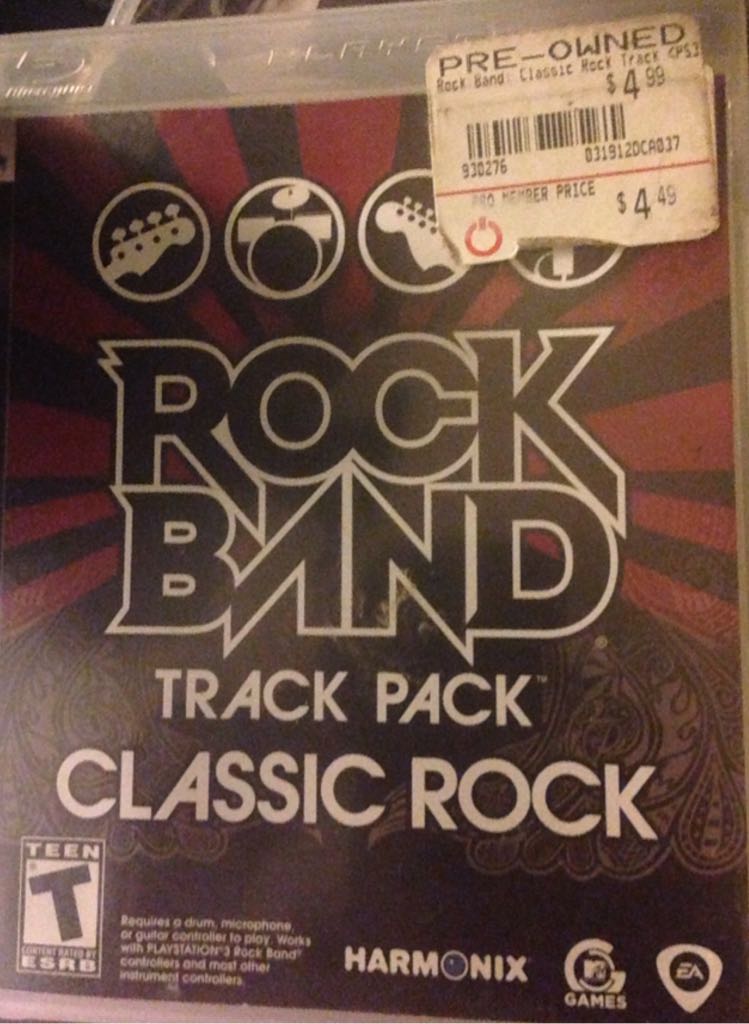 PRE-OWNED
Rock Band: Classic Rock Track (PS3
$4 99
930276 031912DCA037
PRO MEMBER PRICE $4 49
ROCK
BAND
TRACK PACK™
CLASSIC ROCK
TEEN
T
CONTENT RATED BY
ESRB
Requires a drum, microphone,
or guitar controller to play. Works
with PLAYSTATION®3 Rock Band®
controllers and most other
instrument controllers.
HARMONIX
MTV
GAMES
EA